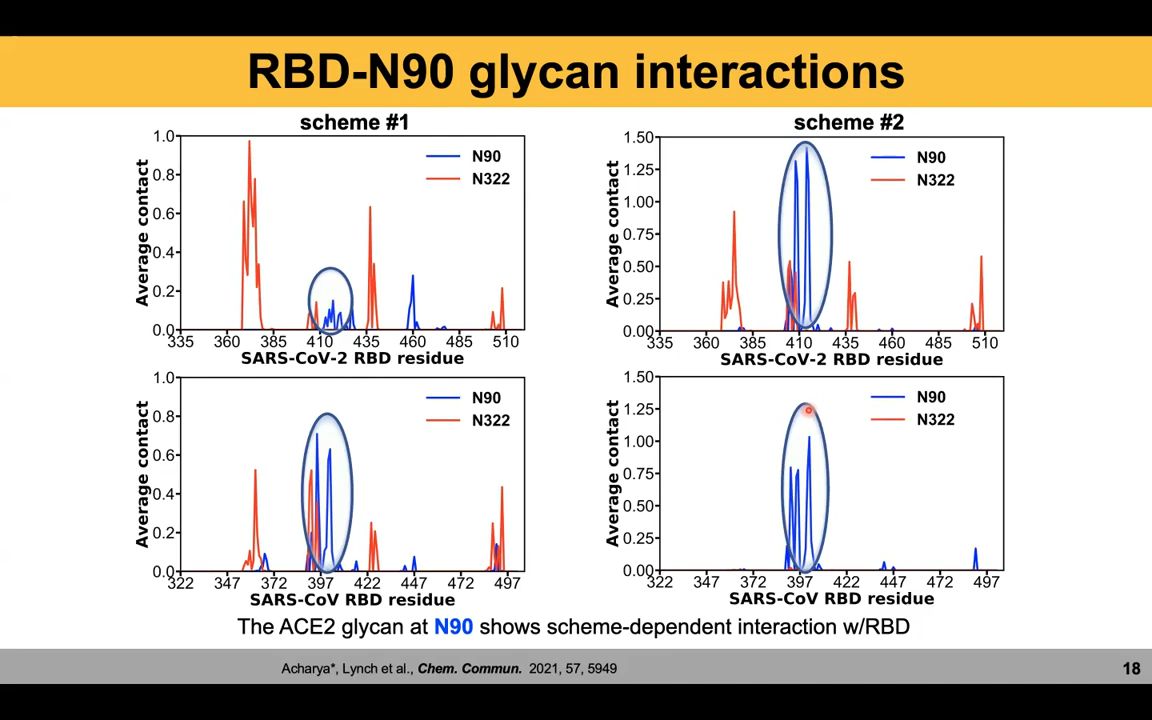 RBD-N90 glycan interactions
scheme #1
1.0
0.8
0.6
0.4
0.2
0.0
Average contact
N90
N322
335 360 385 410 435 460 485 510
SARS-CoV-2 RBD residue
scheme #2
1.50
1.25
1.00
0.75
0.50
0.25
0.00
Average contact
N90
N322
335 360 385 410 435 460 485 510
SARS-CoV-2 RBD residue
1.0
0.8
0.6
0.4
0.2
0.0
Average contact
N90
N322
322 347 372 397 422 447 472 497
SARS-CoV RBD residue
1.50
1.25
1.00
0.75
0.50
0.25
0.00
Average contact
N90
N322
322 347 372 397 422 447 472 497
SARS-CoV RBD residue
The ACE2 glycan at N90 shows scheme-dependent interaction w/RBD
Acharya*, Lynch et al., Chem. Commun. 2021, 57, 5949
18